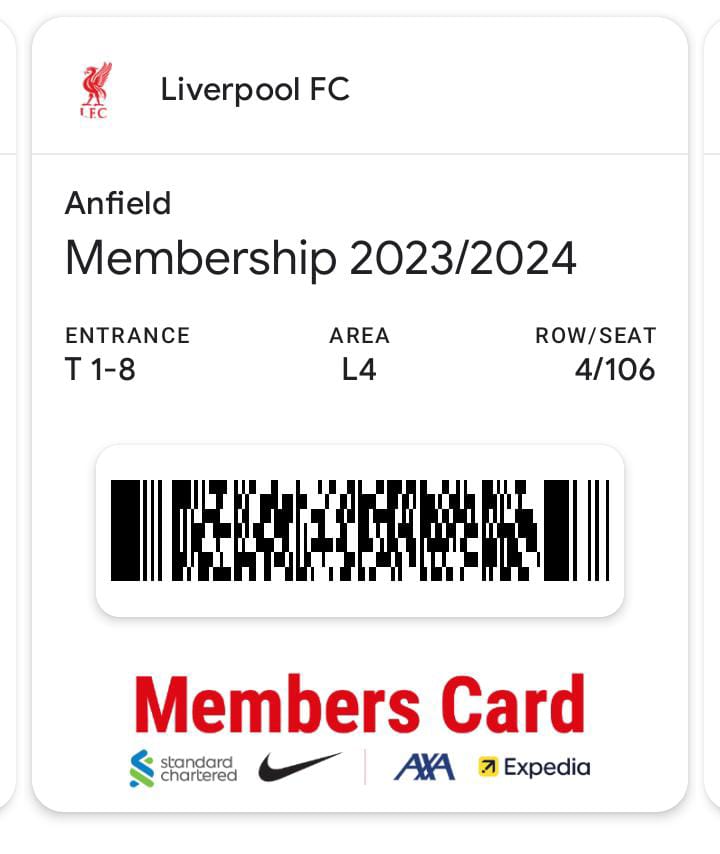 L.F.C
Liverpool FC
Anfield
Membership 2023/2024
ENTRANCE AREA ROW/SEAT
T 1-8 L4 4/106
Members Card
standard
chartered
AXA Expedia